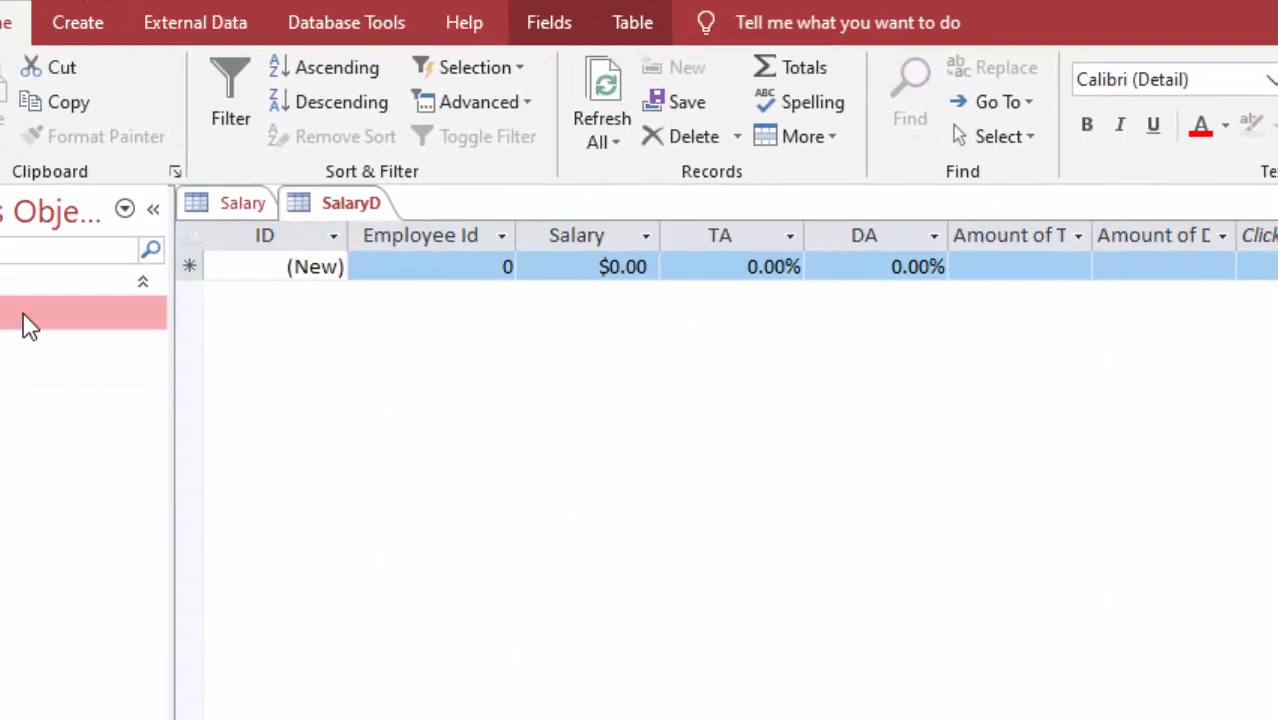 Create External Data Database Tools Help Fields Table Tell me what you want to do
Cut
Copy
Format Painter
Clipboard
Filter
Ascending
Descending
Remove Sort
Selection
Advanced
Toggle Filter
Sort & Filter
Refresh
All
New
Save
Delete
Totals
Spelling
More
Records
Find
Replace
Go To
Select
Find
Calibri (Detail)
B I U A
s Obje...
Salary SalaryD
ID Employee Id Salary TA DA Amount of T Amount of D Click
(New) 0 $0.00 0.00% 0.00%